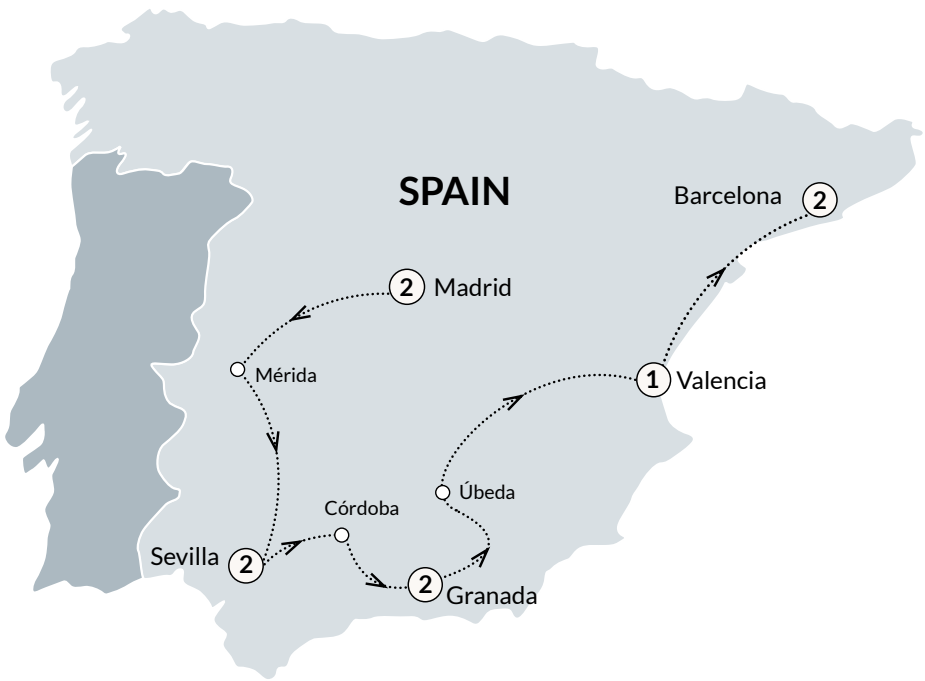 SPAIN
Barcelona 2
2 Madrid
Mérida
1 Valencia
Úbeda
Córdoba
Sevilla 2
2 Granada